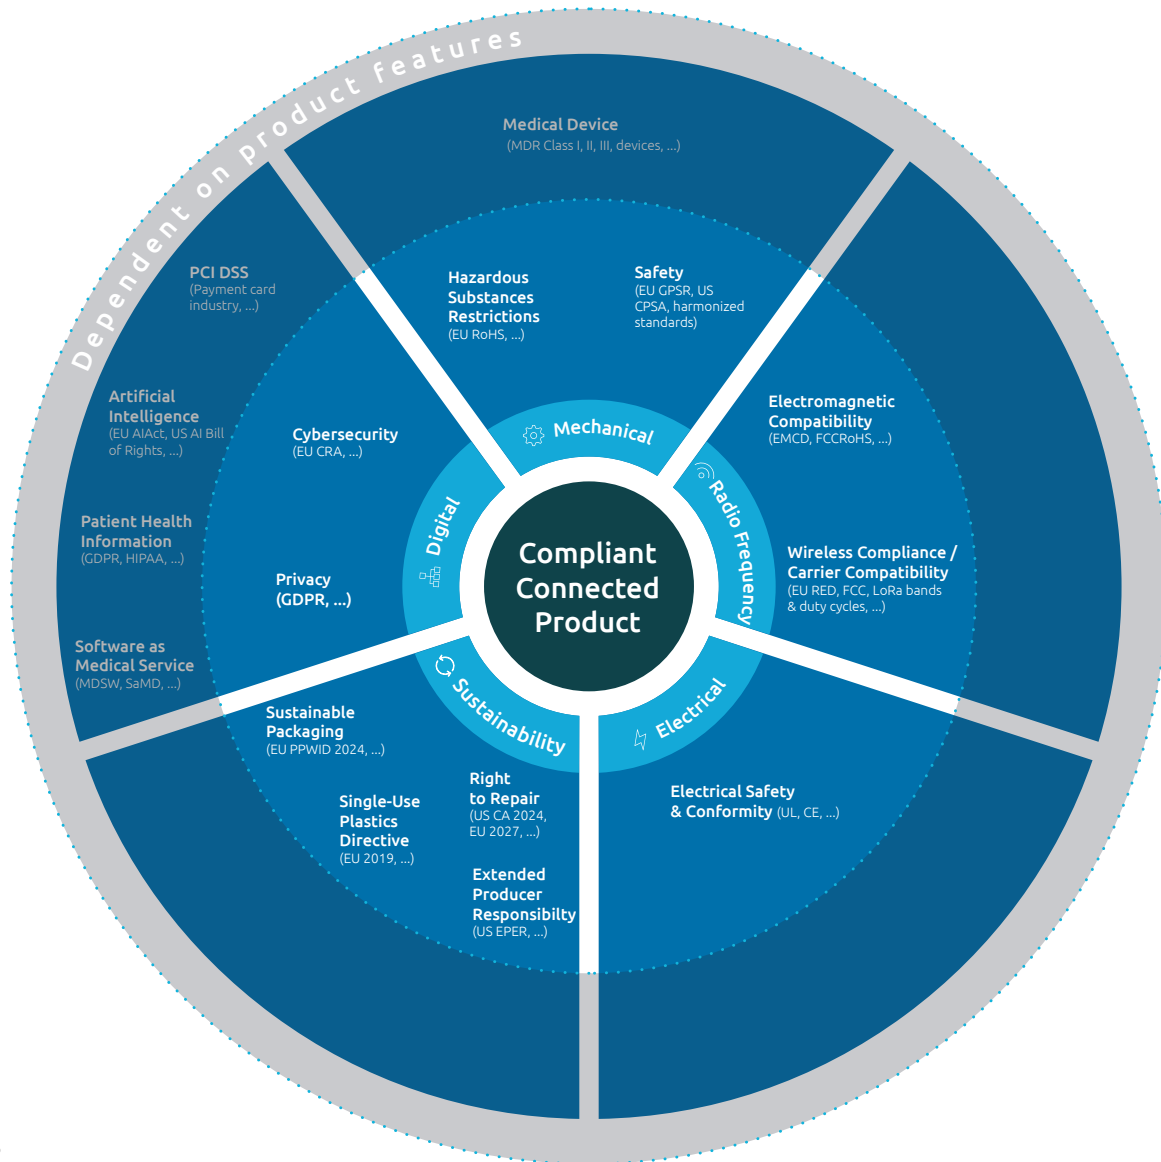 Dependent on product features
Medical Device
(MDR Class I, II, III, devices, ...)
PCI DSS
(Payment card
industry, ...)
Artificial
Intelligence
(EU AIAct, US AI Bill
of Rights, ...)
Patient Health
Information
(GDPR, HIPAA, ...)
Software as
Medical Service
(MDSW, SaMD, ...)
Hazardous
Substances
Restrictions
(EU RoHS, ...)
Safety
(EU GPSR, US
CPSA, harmonized
standards)
Cybersecurity
(EU CRA, ...)
Privacy
(GDPR, ...)
Electromagnetic
Compatibility
(EMCD, FCCRoHS, ...)
Wireless Compliance /
Carrier Compatibility
(EU RED, FCC, LoRa bands
& duty cycles, ...)
Mechanical
Digital
Radio Frequency
Compliant
Connected
Product
Sustainability
Electrical
Sustainable
Packaging
(EU PPWID 2024, ...)
Single-Use
Plastics
Directive
(EU 2019, ...)
Right
to Repair
(US CA 2024,
EU 2027, ...)
Extended
Producer
Responsibilty
(US EPER, ...)
Electrical Safety
& Conformity (UL, CE, ...)